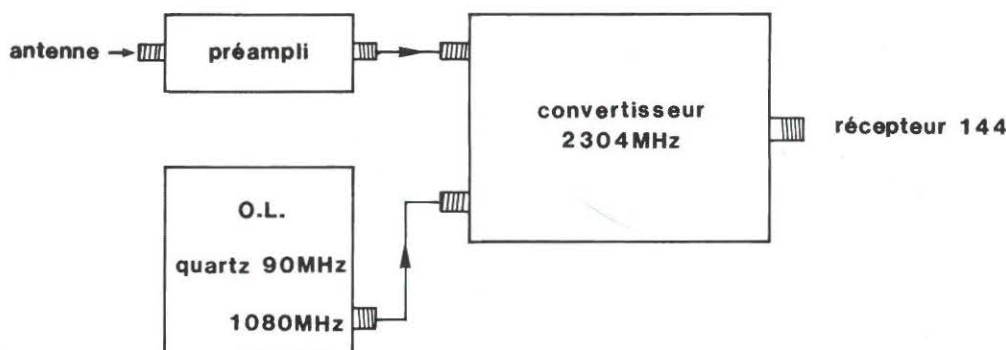 antenne
préampli
convertisseur
2304MHz
récepteur 144
O.L.
quartz 90MHz
1080MHz